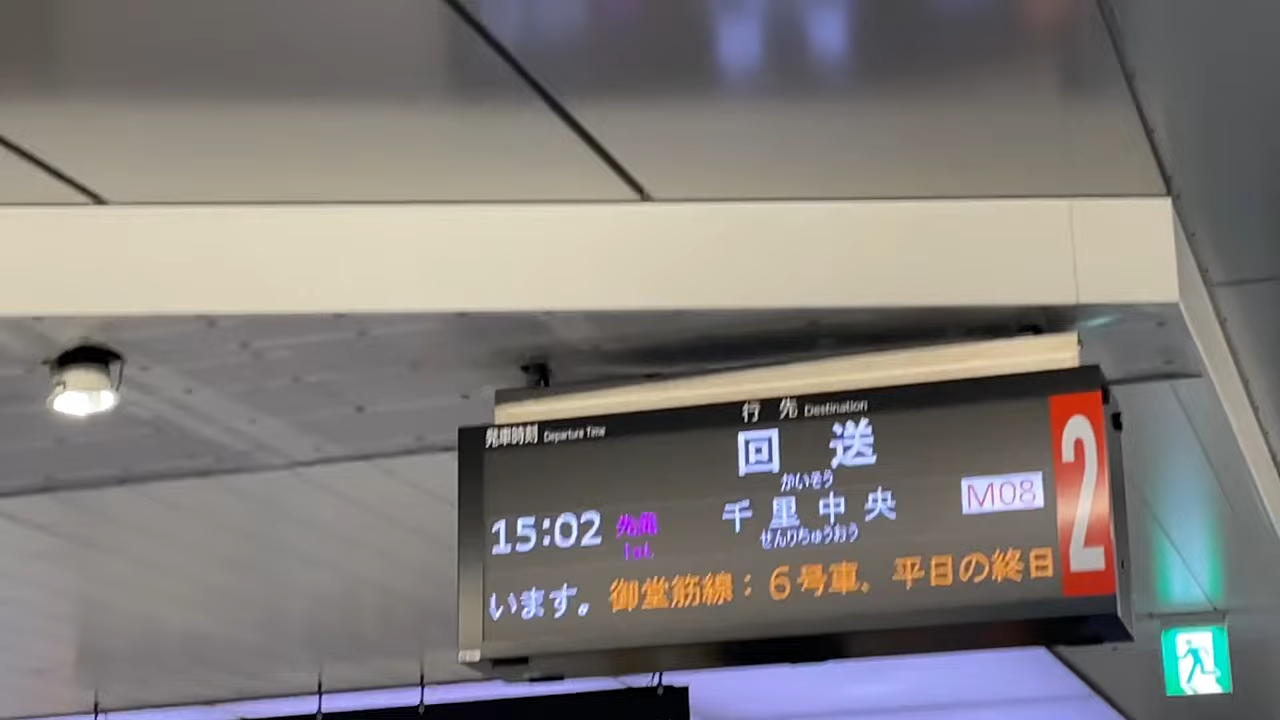 行先 Destination
発車時刻 Departure Time
回送
かいそう
15:02 先発 千里中央 M08
1st せんりちゅうおう
2
います。御堂筋線：６号車、平日の終日